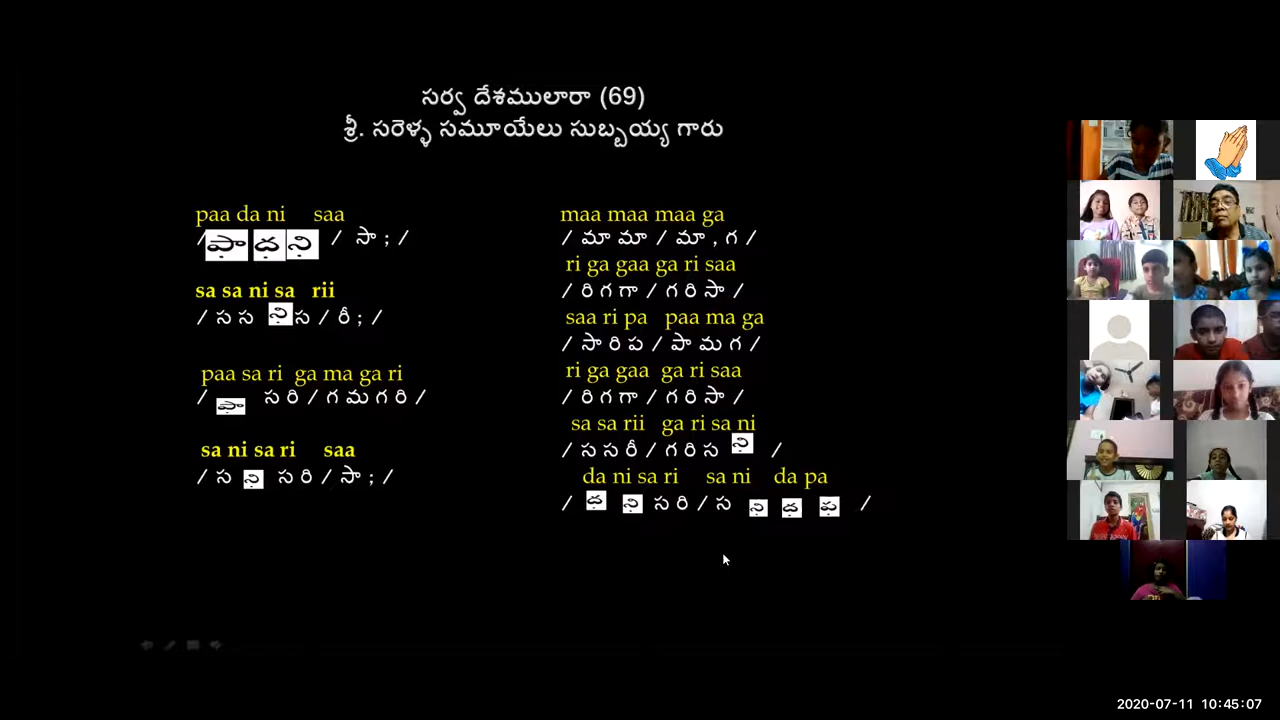 సర్వ దేశములారా (69)
శ్రీ. సరెళ్ళ సమూయేలు సుబ్బయ్య గారు
paa da ni saa
/ పా ధ ని / సా ; /
sa sa ni sa rii
/ స స ని స / రీ ; /
paa sa ri ga ma ga ri
/ పా స రి / గ మ గ రి /
sa ni sa ri saa
/ స ని స రి / సా ; /
maa maa maa ga
/ మా మా / మా , గ /
ri ga gaa ga ri saa
/ రి గ గా / గ రి సా /
saa ri pa paa ma ga
/ సా రి ప / పా మ గ /
ri ga gaa ga ri saa
/ రి గ గా / గ రి సా /
sa sa rii ga ri sa ni
/ స స రీ / గ రి స ని /
da ni sa ri sa ni da pa
/ ధ ని స రి / స ని ధ ప /
2020-07-11 10:45:07